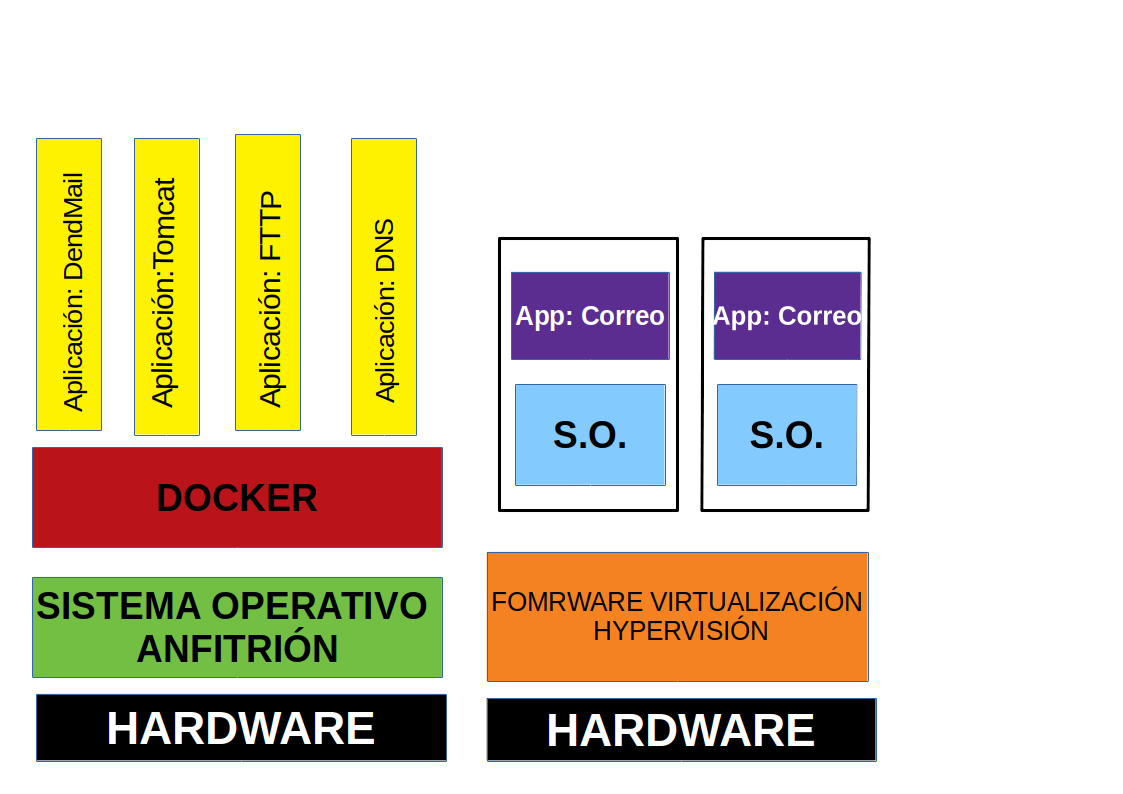 Aplicación: DendMail
Aplicación:Tomcat
Aplicación: FTTP
Aplicación: DNS
DOCKER
SISTEMA OPERATIVO
ANFITRIÓN
HARDWARE
App: Correo
App: Correo
S.O.
S.O.
FOMRWARE VIRTUALIZACIÓN
HYPERVISIÓN
HARDWARE